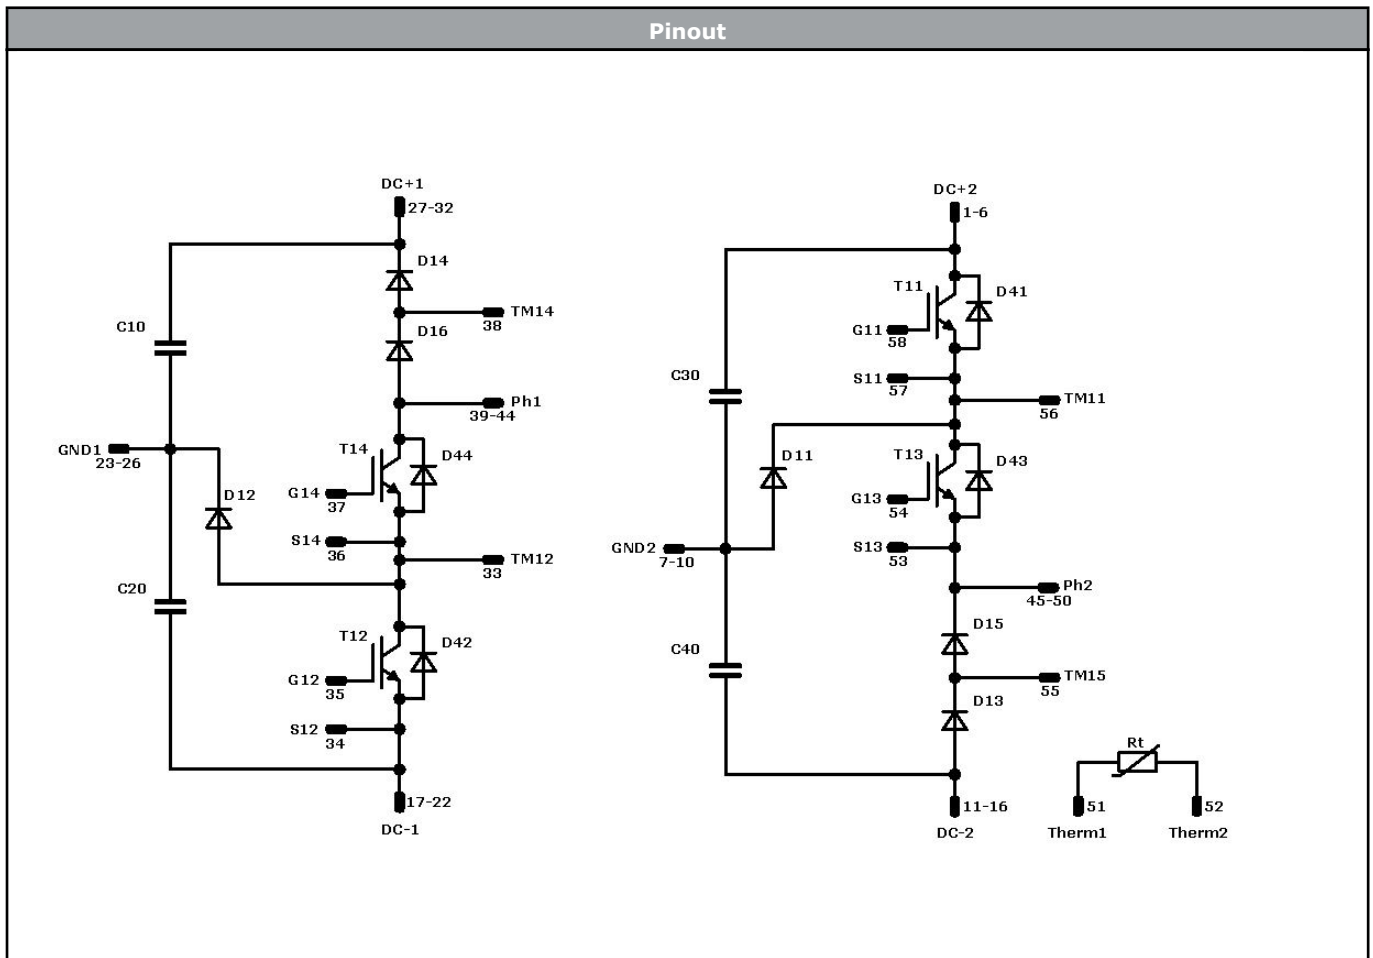 Pinout
DC+1
27-32
D14
TM14
38
D16
C10
Ph1
39-44
GND1
23-26
T14
D44
G14
37
D12
S14
36
TM12
33
C20
T12
D42
G12
35
S12
34
17-22
DC-1
DC+2
1-6
T11
D41
G11
58
C30
S11
57
TM11
56
D11
T13
D43
G13
54
GND2
7-10
S13
53
Ph2
45-50
D15
C40
TM15
55
D13
11-16
DC-2
Rt
51
52
Therm1
Therm2